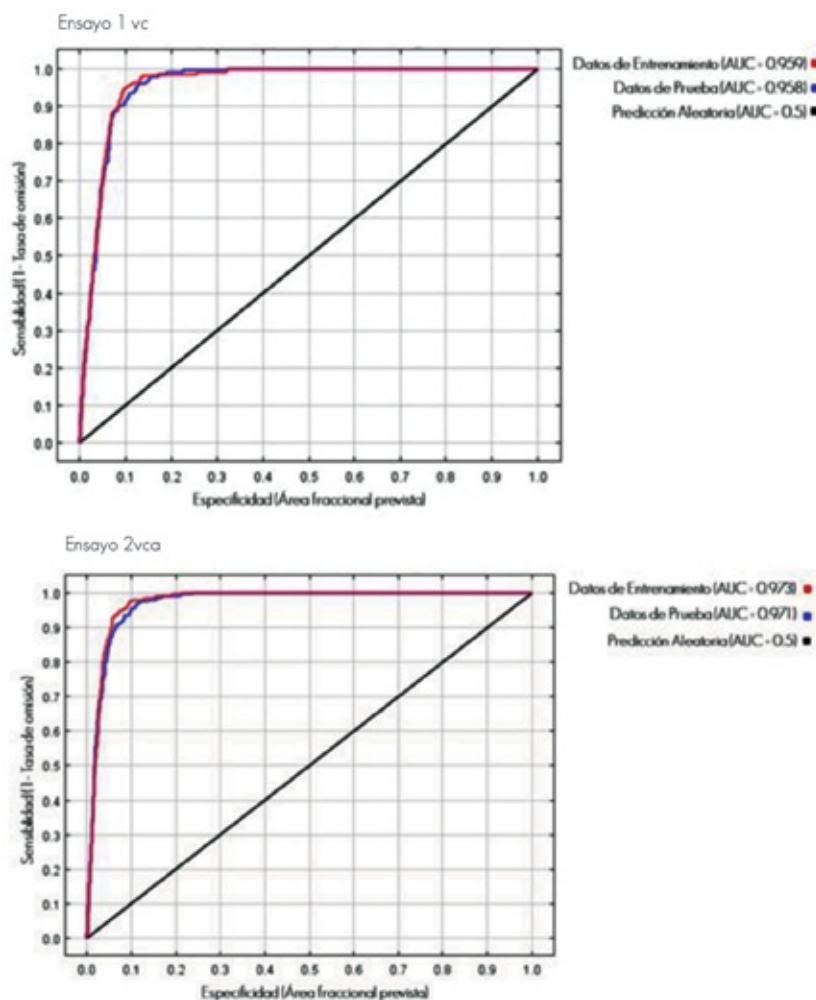 Ensayo 1 vc
Datos de Entrenamiento (AUC = 0.959)
Datos de Prueba (AUC = 0.958)
Predicción Aleatoria (AUC = 0.5)
Sensibilidad (1 - Tasa de omisión)
1.0
0.9
0.8
0.7
0.6
0.5
0.4
0.3
0.2
0.1
0.0
0.0 0.1 0.2 0.3 0.4 0.5 0.6 0.7 0.8 0.9 1.0
Especificidad (Área fraccional prevista)
Ensayo 2vca
Datos de Entrenamiento (AUC = 0.973)
Datos de Prueba (AUC = 0.971)
Predicción Aleatoria (AUC = 0.5)
Sensibilidad (1 - Tasa de omisión)
1.0
0.9
0.8
0.7
0.6
0.5
0.4
0.3
0.2
0.1
0.0
0.0 0.1 0.2 0.3 0.4 0.5 0.6 0.7 0.8 0.9 1.0
Especificidad (Área fraccional prevista)